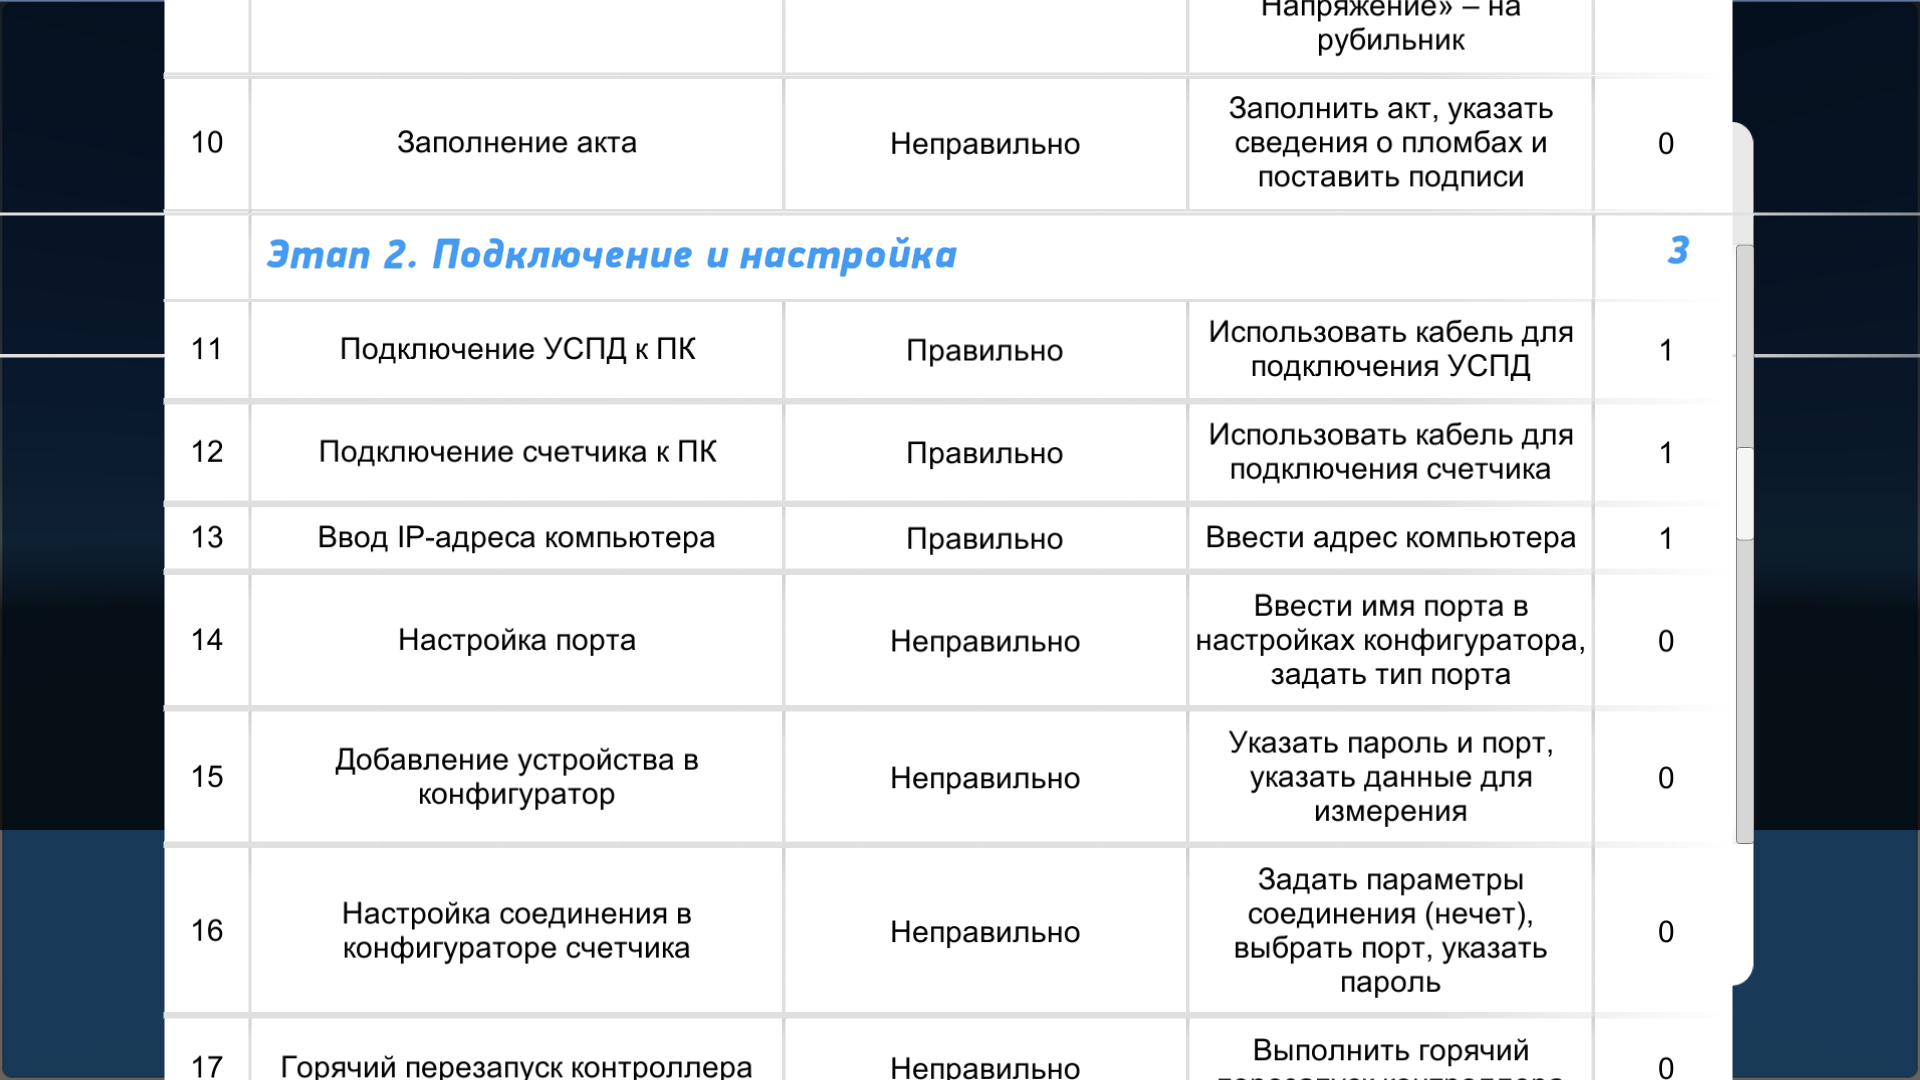 Напряжение» – на
рубильник
10
Заполнение акта
Неправильно
Заполнить акт, указать
сведения о пломбах и
поставить подписи
0
Этап 2. Подключение и настройка
3
11
Подключение УСПД к ПК
Правильно
Использовать кабель для
подключения УСПД
1
12
Подключение счетчика к ПК
Правильно
Использовать кабель для
подключения счетчика
1
13
Ввод IP-адреса компьютера
Правильно
Ввести адрес компьютера
1
14
Настройка порта
Неправильно
Ввести имя порта в
настройках конфигуратора,
задать тип порта
0
15
Добавление устройства в
конфигуратор
Неправильно
Указать пароль и порт,
указать данные для
измерения
0
16
Настройка соединения в
конфигураторе счетчика
Неправильно
Задать параметры
соединения (нечет),
выбрать порт, указать
пароль
0
17
Горячий перезапуск контроллера
Неправильно
Выполнить горячий
перезапуск контроллера
0